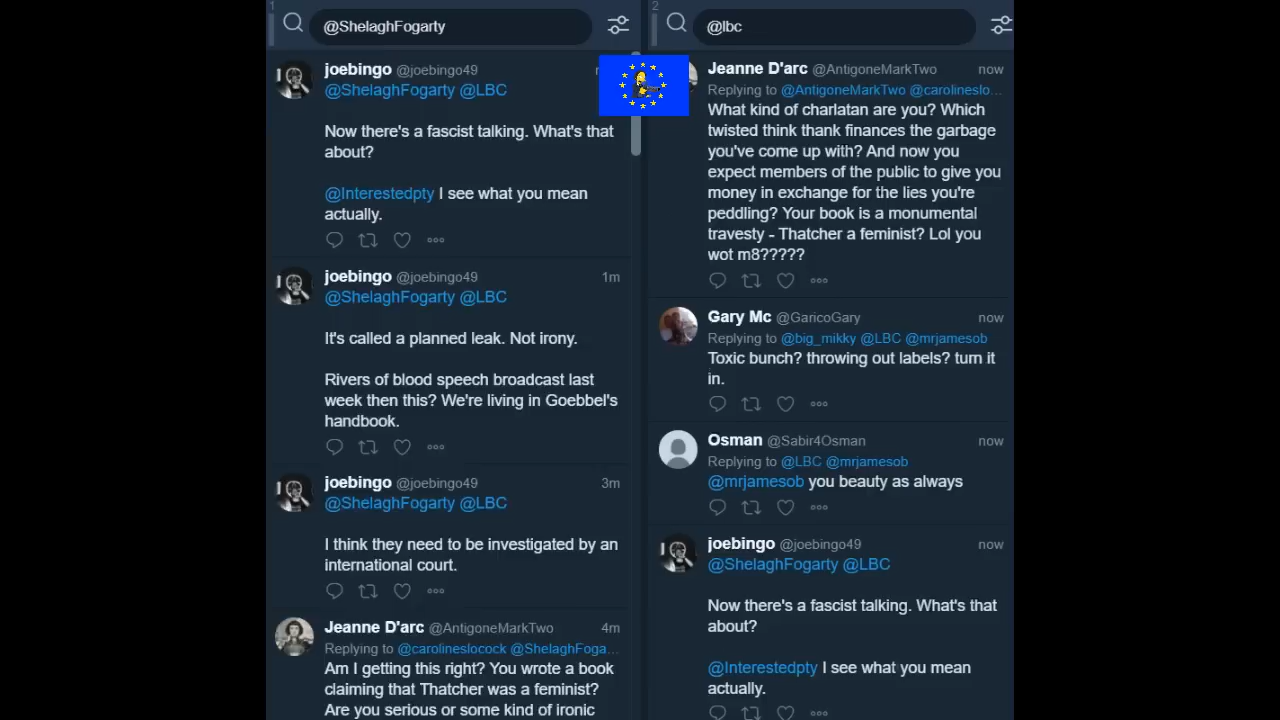 1
@ShelaghFogarty
joebingo @joebingo49
@ShelaghFogarty @LBC
Now there's a fascist talking. What's that
about?
@Interestedpty I see what you mean
actually.
joebingo @joebingo49 1m
@ShelaghFogarty @LBC
It's called a planned leak. Not irony.
Rivers of blood speech broadcast last
week then this? We're living in Goebbel's
handbook.
joebingo @joebingo49 3m
@ShelaghFogarty @LBC
I think they need to be investigated by an
international court.
Jeanne D'arc @AntigoneMarkTwo 4m
Replying to @carolineslocock @ShelaghFoga...
Am I getting this right? You wrote a book
claiming that Thatcher was a feminist?
Are you serious or some kind of ironic
2
@lbc
Jeanne D'arc @AntigoneMarkTwo now
Replying to @AntigoneMarkTwo @carolineslo...
What kind of charlatan are you? Which
twisted think thank finances the garbage
you've come up with? And now you
expect members of the public to give you
money in exchange for the lies you're
peddling? Your book is a monumental
travesty - Thatcher a feminist? Lol you
wot m8?????
Gary Mc @GaricoGary now
Replying to @big_mikky @LBC @mrjamesob
Toxic bunch? throwing out labels? turn it
in.
Osman @Sabir4Osman now
Replying to @LBC @mrjamesob
@mrjamesob you beauty as always
joebingo @joebingo49 now
@ShelaghFogarty @LBC
Now there's a fascist talking. What's that
about?
@Interestedpty I see what you mean
actually.